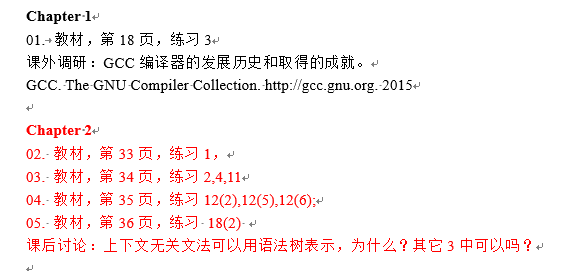 Chapter 1
01. 教材，第 18 页，练习 3
课外调研：GCC 编译器的发展历史和取得的成就。
GCC. The GNU Compiler Collection. http://gcc.gnu.org. 2015
Chapter 2
02. 教材，第 33 页，练习 1，
03. 教材，第 34 页，练习 2,4,11
04. 教材，第 35 页，练习 12(2),12(5),12(6);
05. 教材，第 36 页，练习 18(2)
课后讨论：上下文无关文法可以用语法树表示，为什么？其它 3 中可以吗？